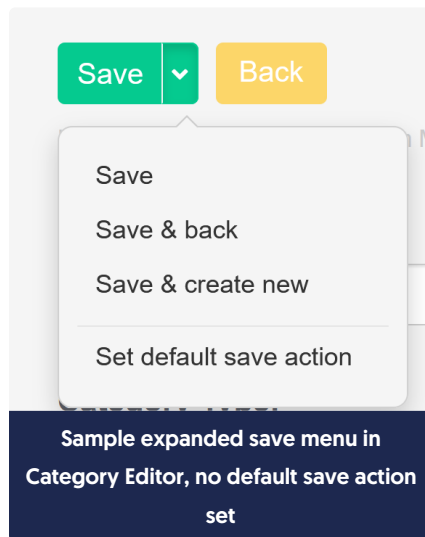 Save
Back
Save
Save & back
Save & create new
Set default save action
Sample expanded save menu in
Category Editor, no default save action
set